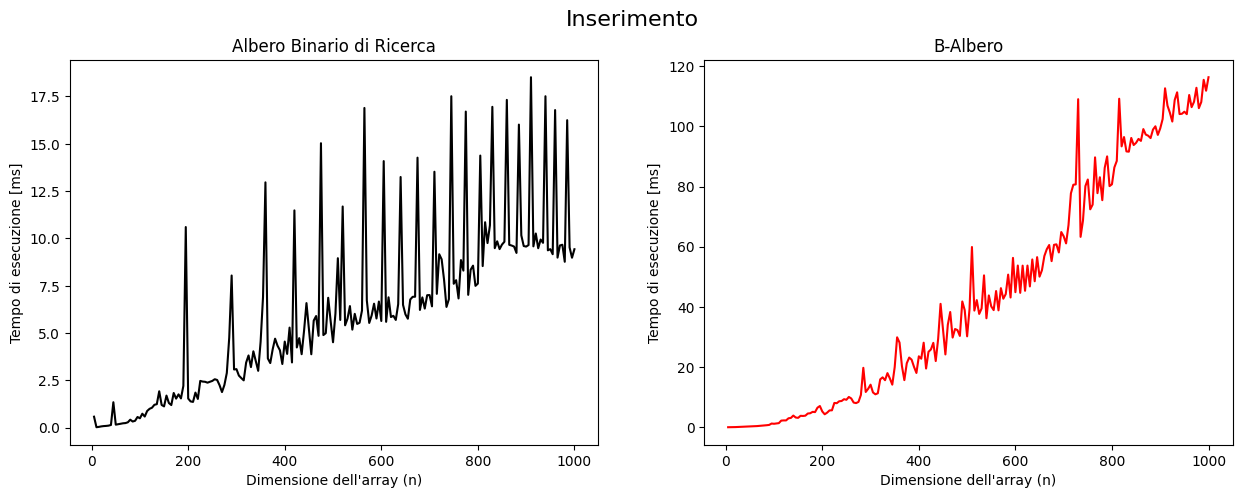 Inserimento
Albero Binario di Ricerca
Tempo di esecuzione [ms]
17.5
15.0
12.5
10.0
7.5
5.0
2.5
0.0
0 200 400 600 800 1000
Dimensione dell'array (n)
B-Albero
Tempo di esecuzione [ms]
120
100
80
60
40
20
0
0 200 400 600 800 1000
Dimensione dell'array (n)